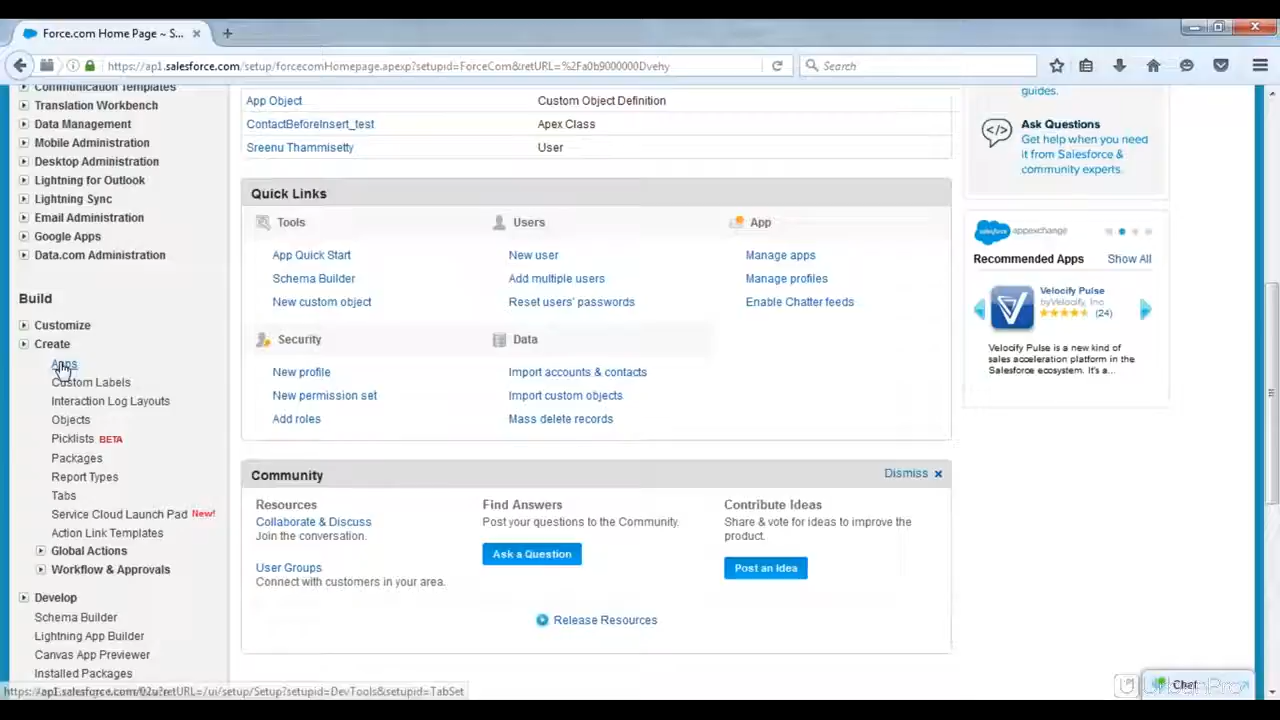 Force.com Home Page ~ S...
https://ap1.salesforce.com/setup/forcecomHomepage.apexp?setupid=ForceCom&retURL=%2Fa0b9000000Dvehy
Search
Communication Templates
Translation Workbench
Data Management
Mobile Administration
Desktop Administration
Lightning for Outlook
Lightning Sync
Email Administration
Google Apps
Data.com Administration
Build
Customize
Create
Apps
Custom Labels
Interaction Log Layouts
Objects
Picklists BETA
Packages
Report Types
Tabs
Service Cloud Launch Pad New!
Action Link Templates
Global Actions
Workflow & Approvals
Develop
Schema Builder
Lightning App Builder
Canvas App Previewer
Installed Packages
App Object Custom Object Definition
ContactBeforeInsert_test Apex Class
Sreenu Thammisetty User
Quick Links
Tools
App Quick Start
Schema Builder
New custom object
Users
New user
Add multiple users
Reset users' passwords
App
Manage apps
Manage profiles
Enable Chatter feeds
Security
New profile
New permission set
Add roles
Data
Import accounts & contacts
Import custom objects
Mass delete records
Community
Dismiss x
Resources
Collaborate & Discuss
Join the conversation.
User Groups
Connect with customers in your area.
Find Answers
Post your questions to the Community.
Ask a Question
Contribute Ideas
Share & vote for ideas to improve the
product.
Post an Idea
Release Resources
guides.
Ask Questions
Get help when you need
it from Salesforce &
community experts.
salesforce appexchange
Recommended Apps Show All
Velocify Pulse
byVelocify, Inc
(24)
Velocify Pulse is a new kind of
sales acceleration platform in the
Salesforce ecosystem. It's a...
https://ap1.salesforce.com/02u?retURL=/ui/setup/Setup?setupid=DevTools&setupid=TabSet
Chat
UrbanPro